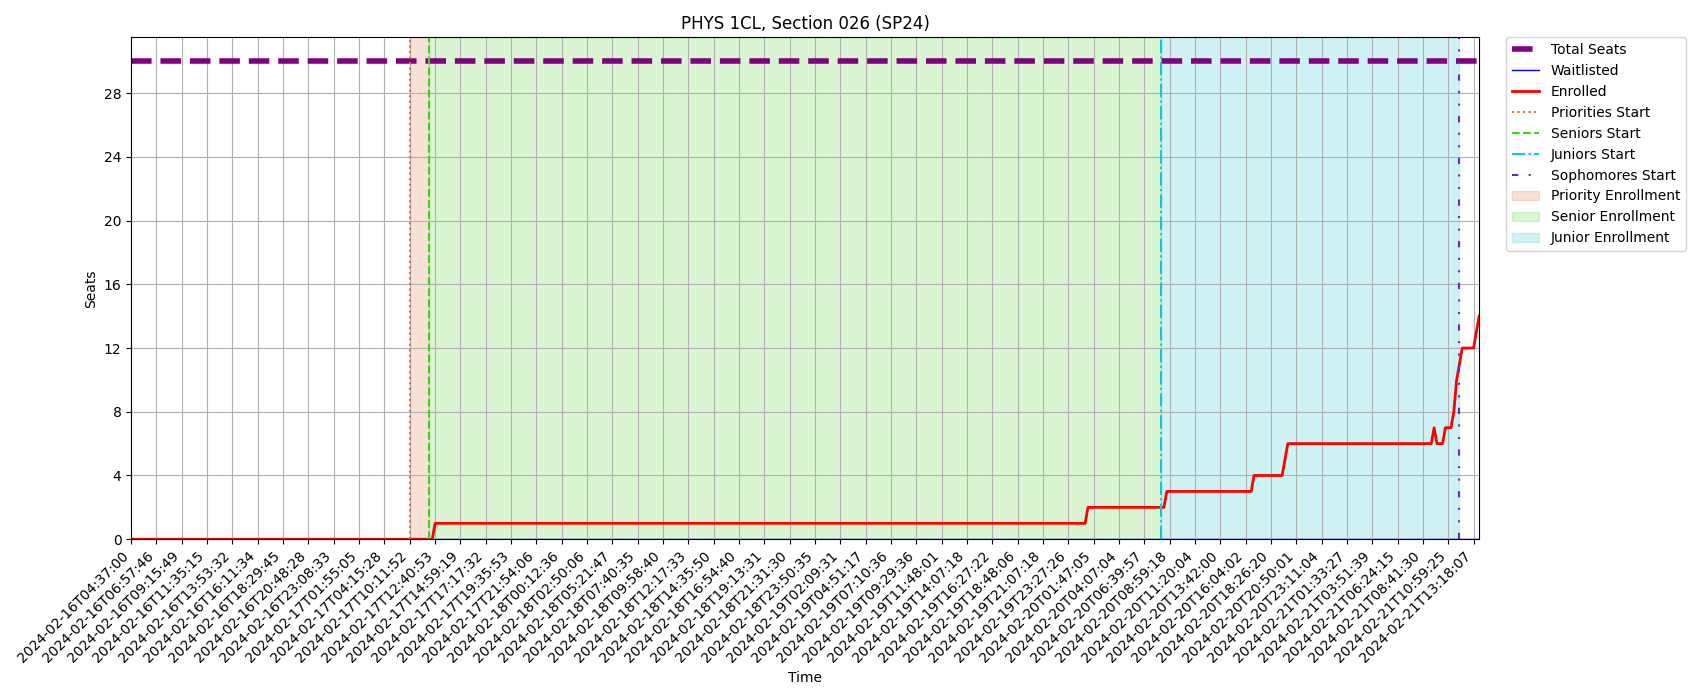 PHYS 1CL, Section 026 (SP24)
Total Seats
Waitlisted
Enrolled
Priorities Start
Seniors Start
Juniors Start
Sophomores Start
Priority Enrollment
Senior Enrollment
Junior Enrollment
28
24
20
16
12
8
4
0
Seats
2024-02-16T04:37:00
2024-02-16T06:57:46
2024-02-16T09:15:49
2024-02-16T11:35:15
2024-02-16T13:53:32
2024-02-16T16:11:34
2024-02-16T18:29:45
2024-02-16T20:48:28
2024-02-16T23:08:33
2024-02-17T01:55:05
2024-02-17T04:15:28
2024-02-17T10:11:52
2024-02-17T12:40:53
2024-02-17T14:59:19
2024-02-17T17:17:32
2024-02-17T19:35:53
2024-02-17T21:54:06
2024-02-18T00:12:36
2024-02-18T02:50:06
2024-02-18T05:21:47
2024-02-18T07:40:35
2024-02-18T09:58:40
2024-02-18T12:17:33
2024-02-18T14:35:50
2024-02-18T16:54:40
2024-02-18T19:13:31
2024-02-18T21:31:30
2024-02-18T23:50:35
2024-02-19T02:09:31
2024-02-19T04:51:17
2024-02-19T07:10:36
2024-02-19T09:29:36
2024-02-19T11:48:01
2024-02-19T14:07:18
2024-02-19T16:27:22
2024-02-19T18:48:06
2024-02-19T21:07:18
2024-02-19T23:27:26
2024-02-20T01:47:05
2024-02-20T04:07:04
2024-02-20T06:39:57
2024-02-20T08:59:18
2024-02-20T11:20:04
2024-02-20T13:42:00
2024-02-20T16:04:02
2024-02-20T18:26:20
2024-02-20T20:50:01
2024-02-20T23:11:04
2024-02-21T01:33:27
2024-02-21T03:51:39
2024-02-21T06:24:15
2024-02-21T08:41:30
2024-02-21T10:59:25
2024-02-21T13:18:07
Time